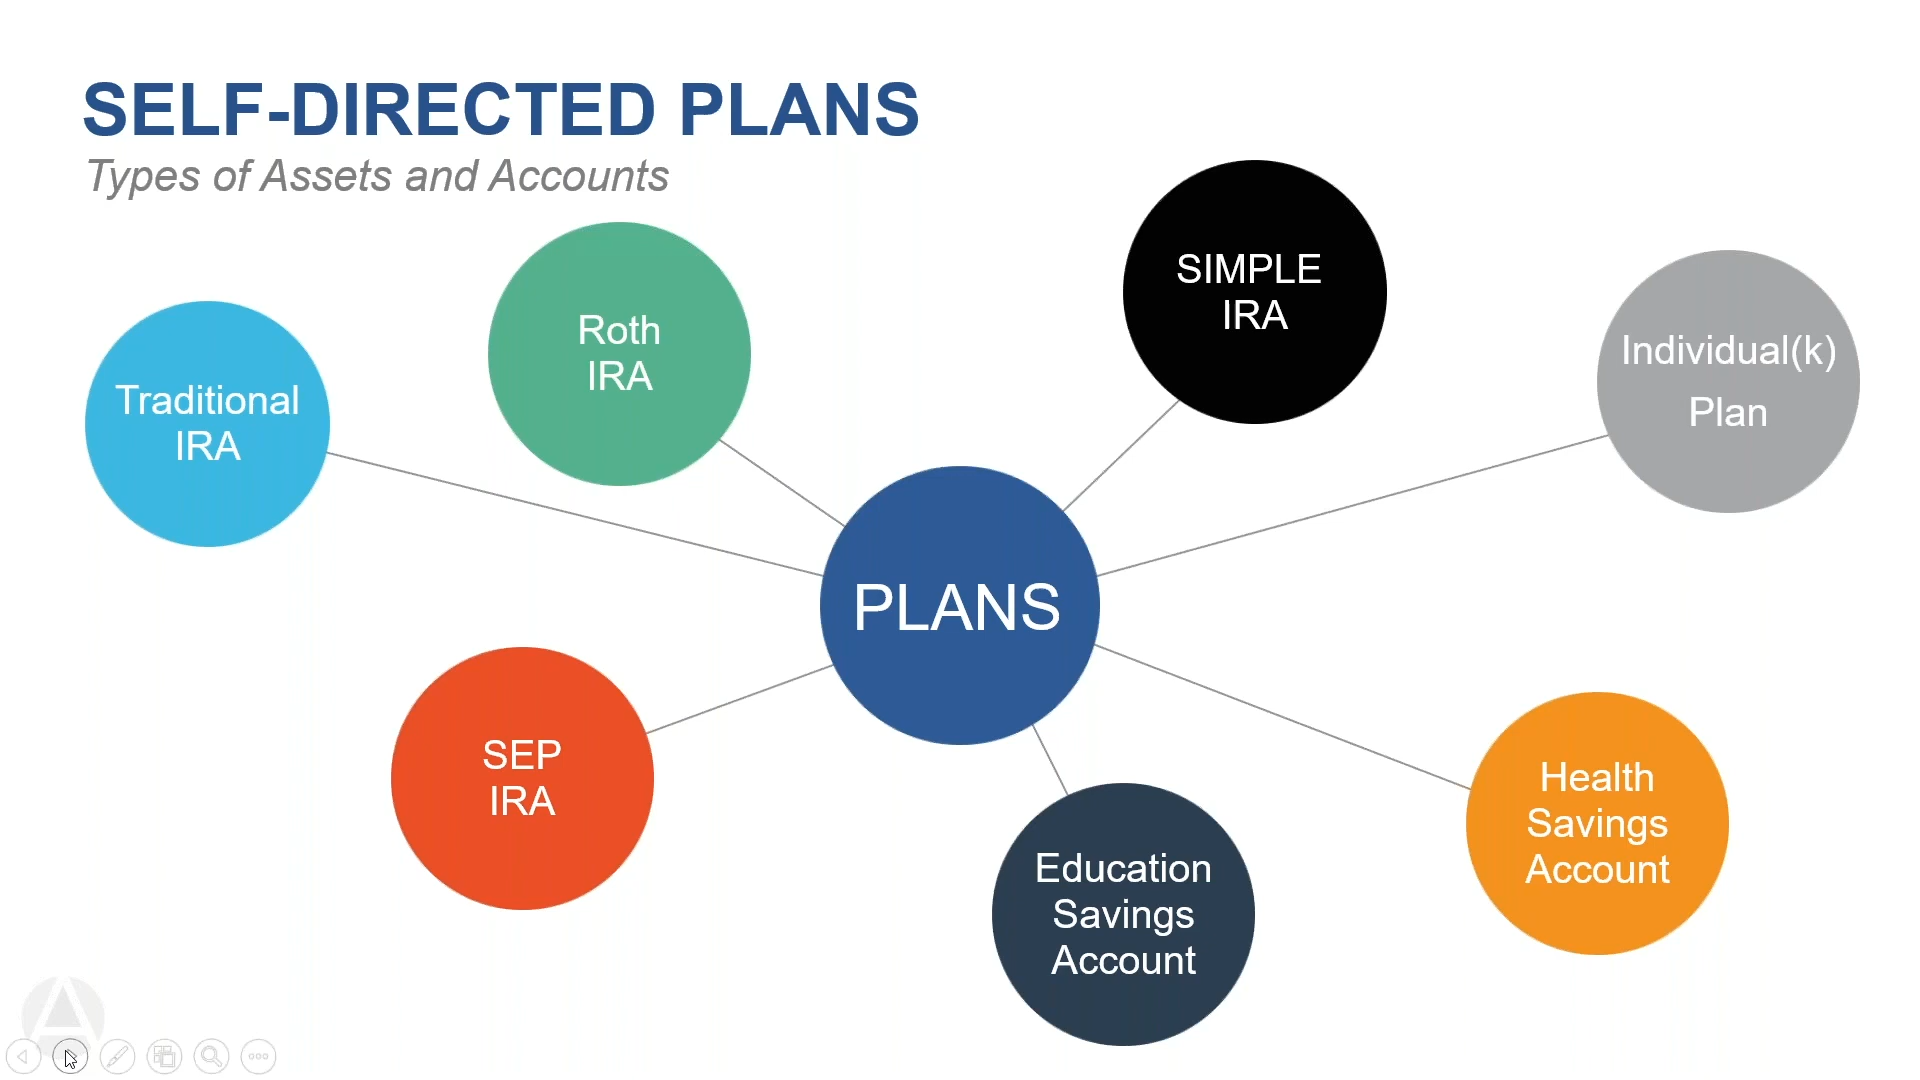 SELF-DIRECTED PLANS
Types of Assets and Accounts
Traditional
IRA
Roth
IRA
SIMPLE
IRA
Individual(k)
Plan
PLANS
SEP
IRA
Education
Savings
Account
Health
Savings
Account